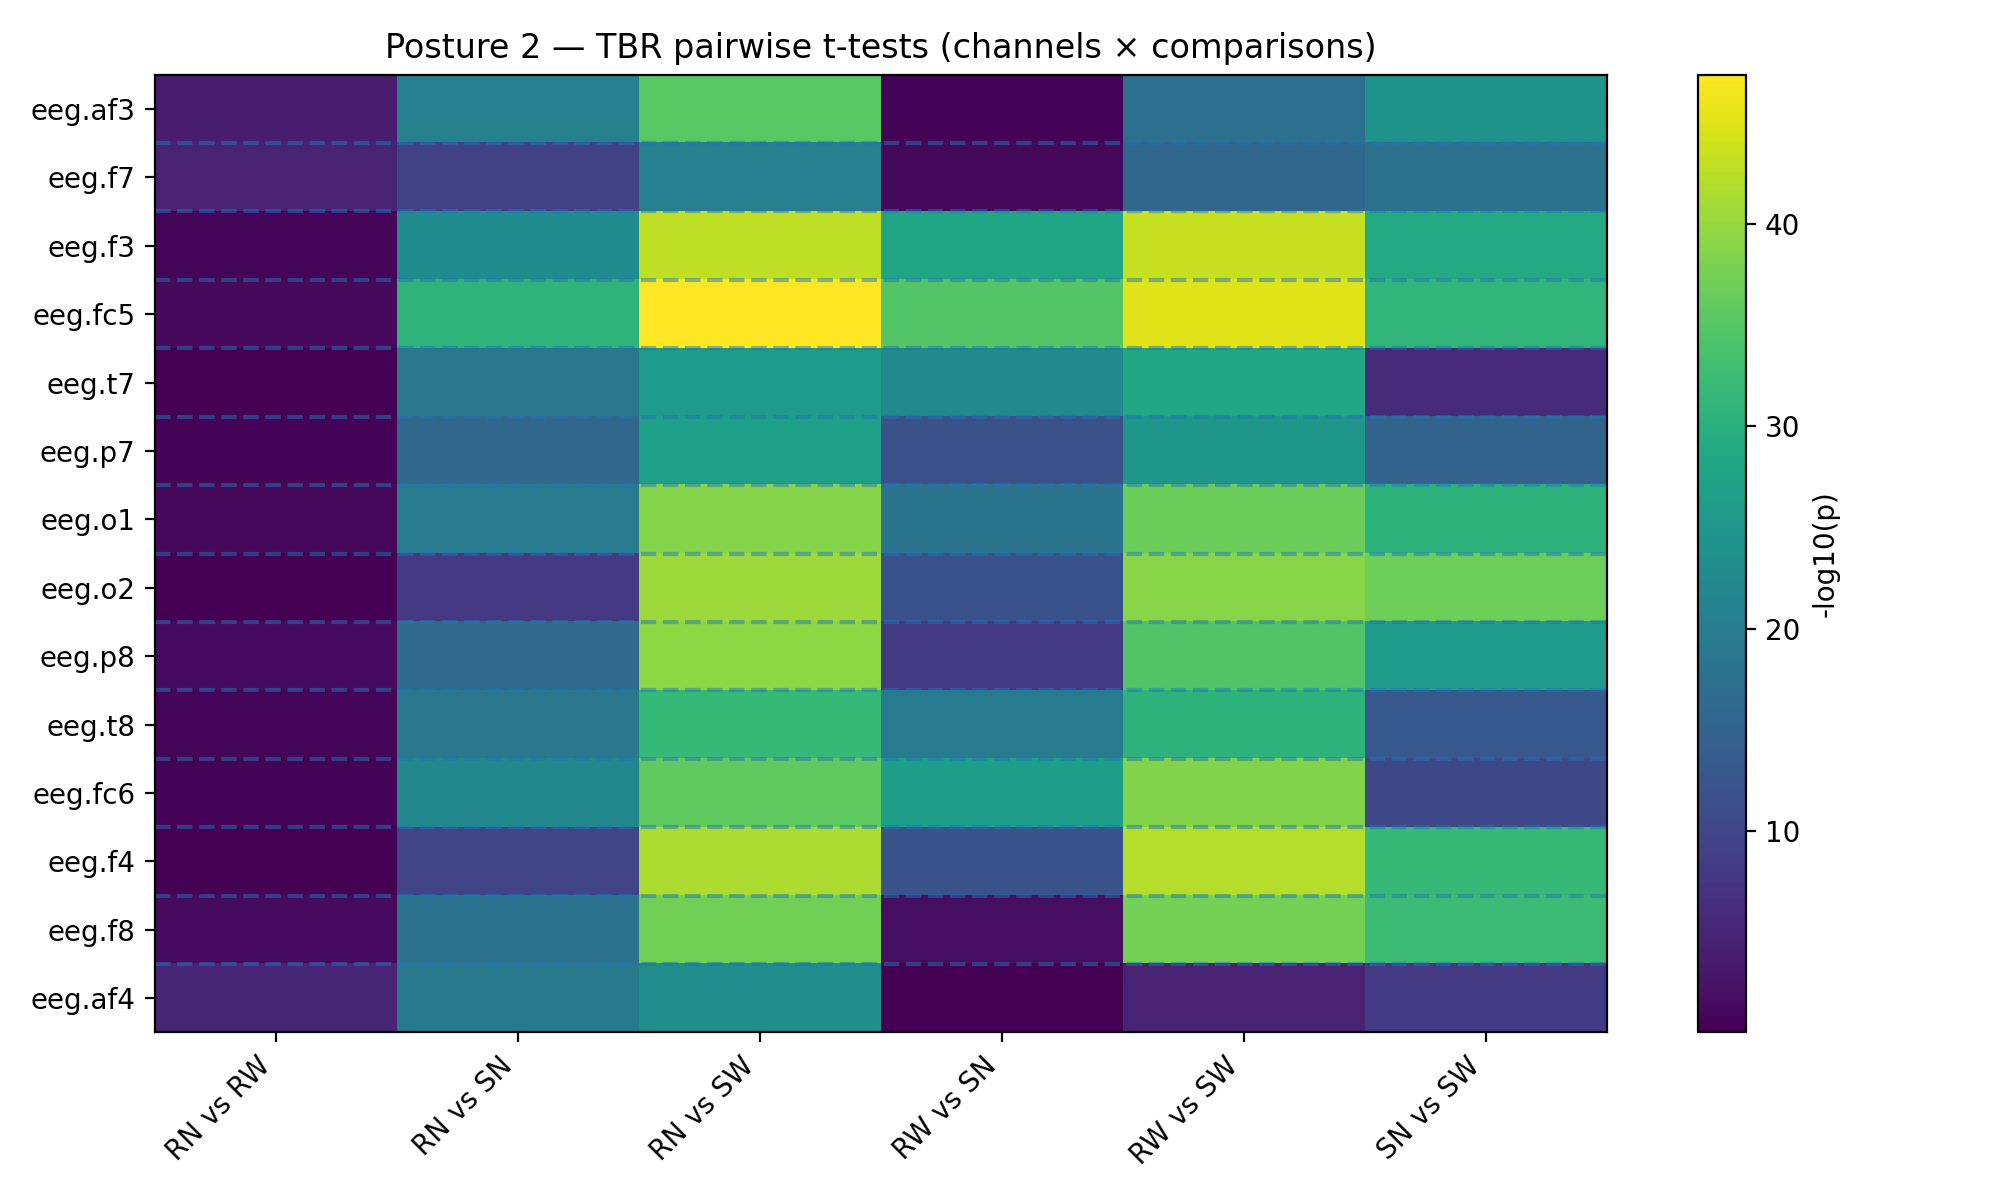 Posture 2 — TBR pairwise t-tests (channels × comparisons)
eeg.af3
eeg.f7
eeg.f3
eeg.fc5
eeg.t7
eeg.p7
eeg.o1
eeg.o2
eeg.p8
eeg.t8
eeg.fc6
eeg.f4
eeg.f8
eeg.af4
RN vs RW
RN vs SN
RN vs SW
RW vs SN
RW vs SW
SN vs SW
40
30
20
10
-log10(p)